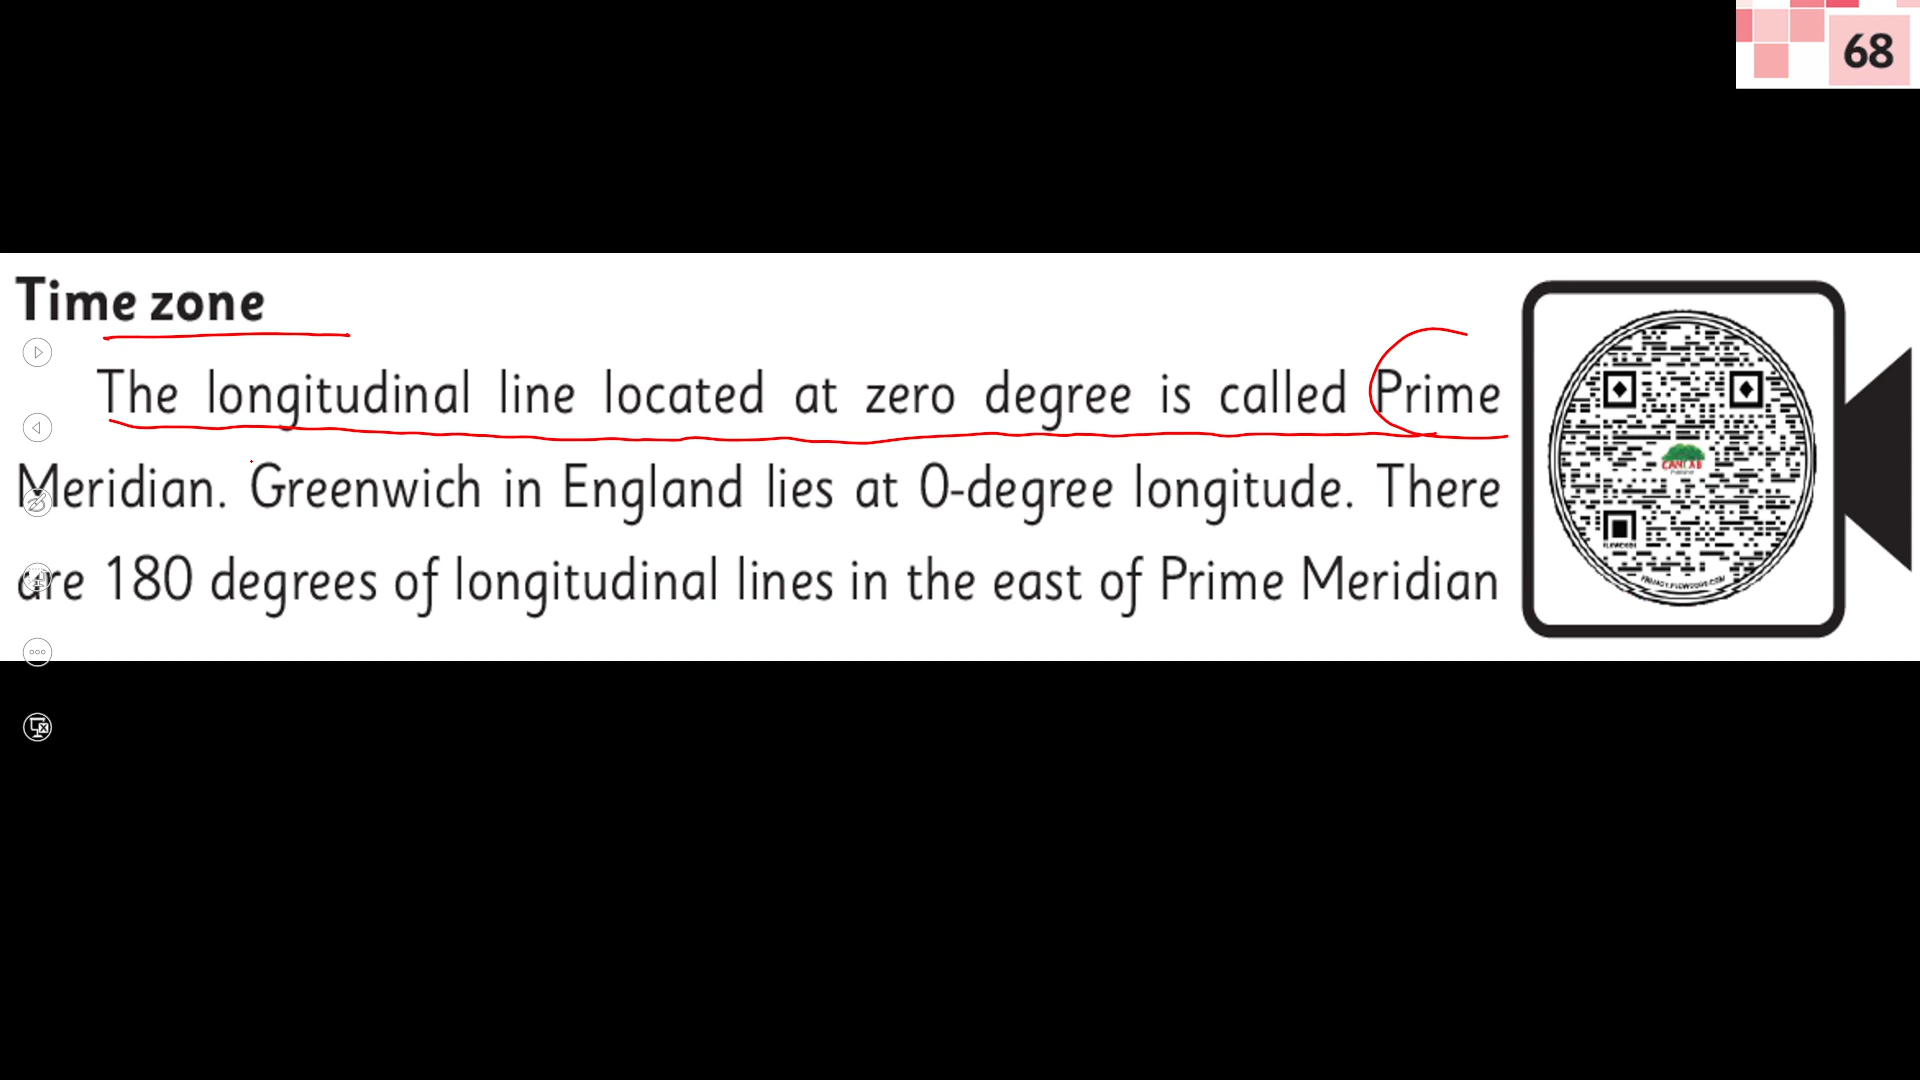 68
Time zone
The longitudinal line located at zero degree is called Prime
Meridian. Greenwich in England lies at 0-degree longitude. There
are 180 degrees of longitudinal lines in the east of Prime Meridian